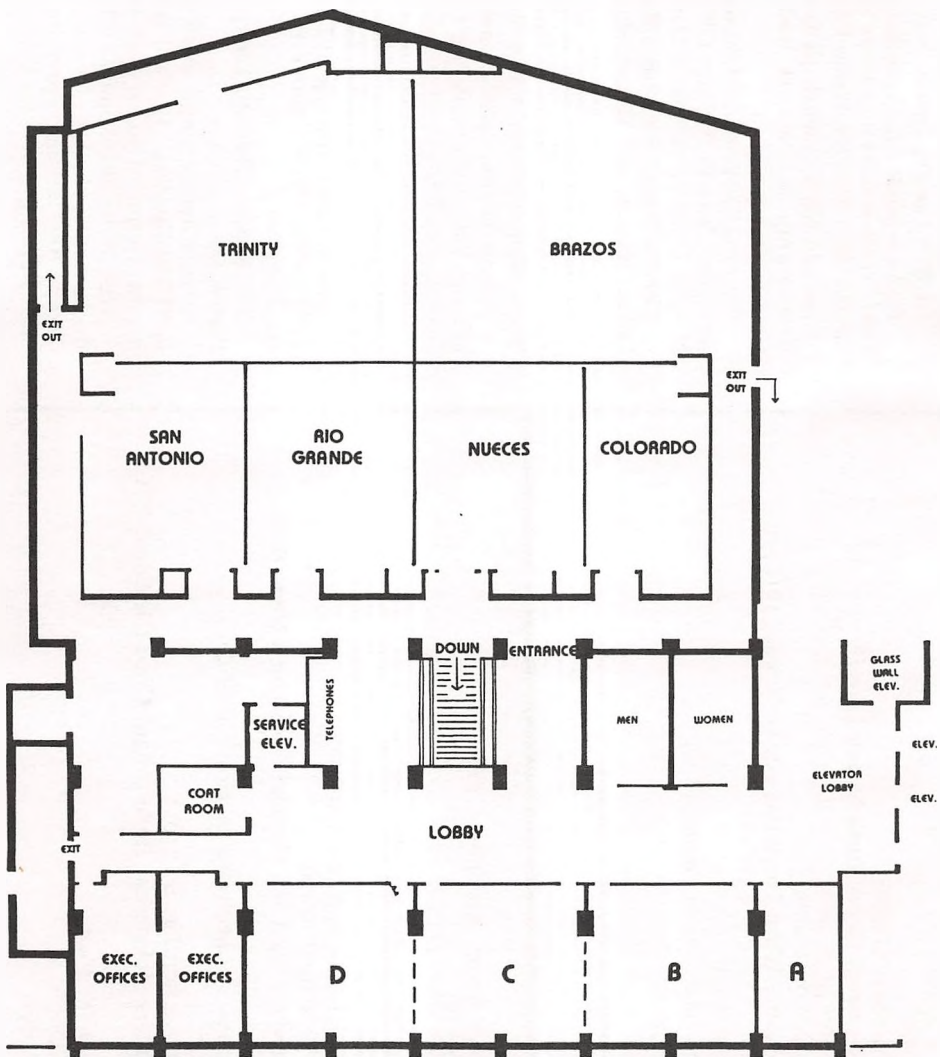 TRINITY
BRAZOS
EXIT
OUT
EXIT
OUT
SAN
ANTONIO
RIO
GRANDE
NUECES
COLORADO
DOWN
ENTRANCE
TELEPHONES
SERVICE
ELEV.
MEN
WOMEN
GLASS
WALL
ELEV.
ELEV.
ELEV.
ELEVATOR
LOBBY
COAT
ROOM
LOBBY
EXIT
EXEC.
OFFICES
EXEC.
OFFICES
D
C
B
A